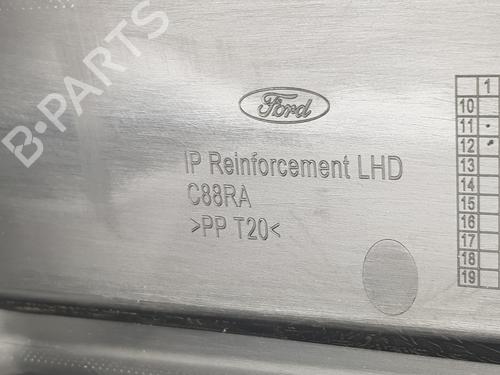 B-PARTS
Ford
IP Reinforcement LHD
C88RA
>PP T20<
1
10
11
12
13
14
15
16
17
18
19